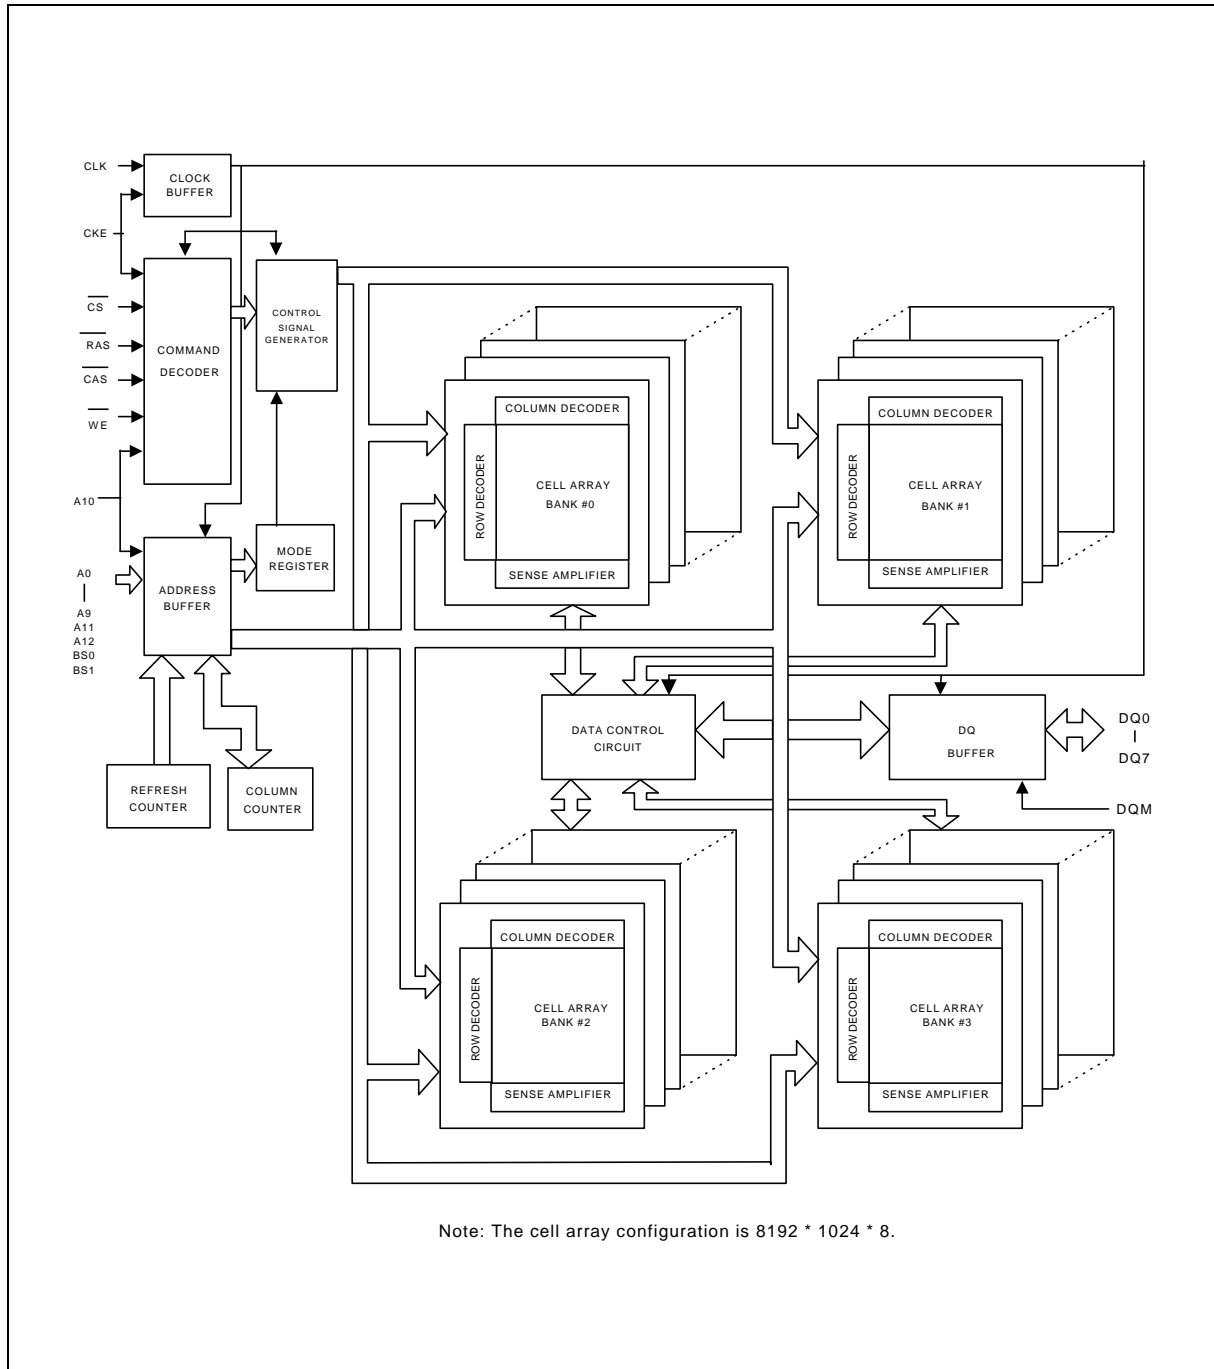 CLK
CLOCK
BUFFER
CKE
CS
RAS
CAS
WE
COMMAND
DECODER
CONTROL
SIGNAL
GENERATOR
A10
A0
A9
A11
A12
BS0
BS1
ADDRESS
BUFFER
MODE
REGISTER
REFRESH
COUNTER
COLUMN
COUNTER
COLUMN DECODER
ROW DECODER
CELL ARRAY
BANK #0
SENSE AMPLIFIER
COLUMN DECODER
ROW DECODER
CELL ARRAY
BANK #1
SENSE AMPLIFIER
DATA CONTROL
CIRCUIT
DQ
BUFFER
DQ0
DQ7
DQM
COLUMN DECODER
ROW DECODER
CELL ARRAY
BANK #2
SENSE AMPLIFIER
COLUMN DECODER
ROW DECODER
CELL ARRAY
BANK #3
SENSE AMPLIFIER
Note: The cell array configuration is 8192 * 1024 * 8.